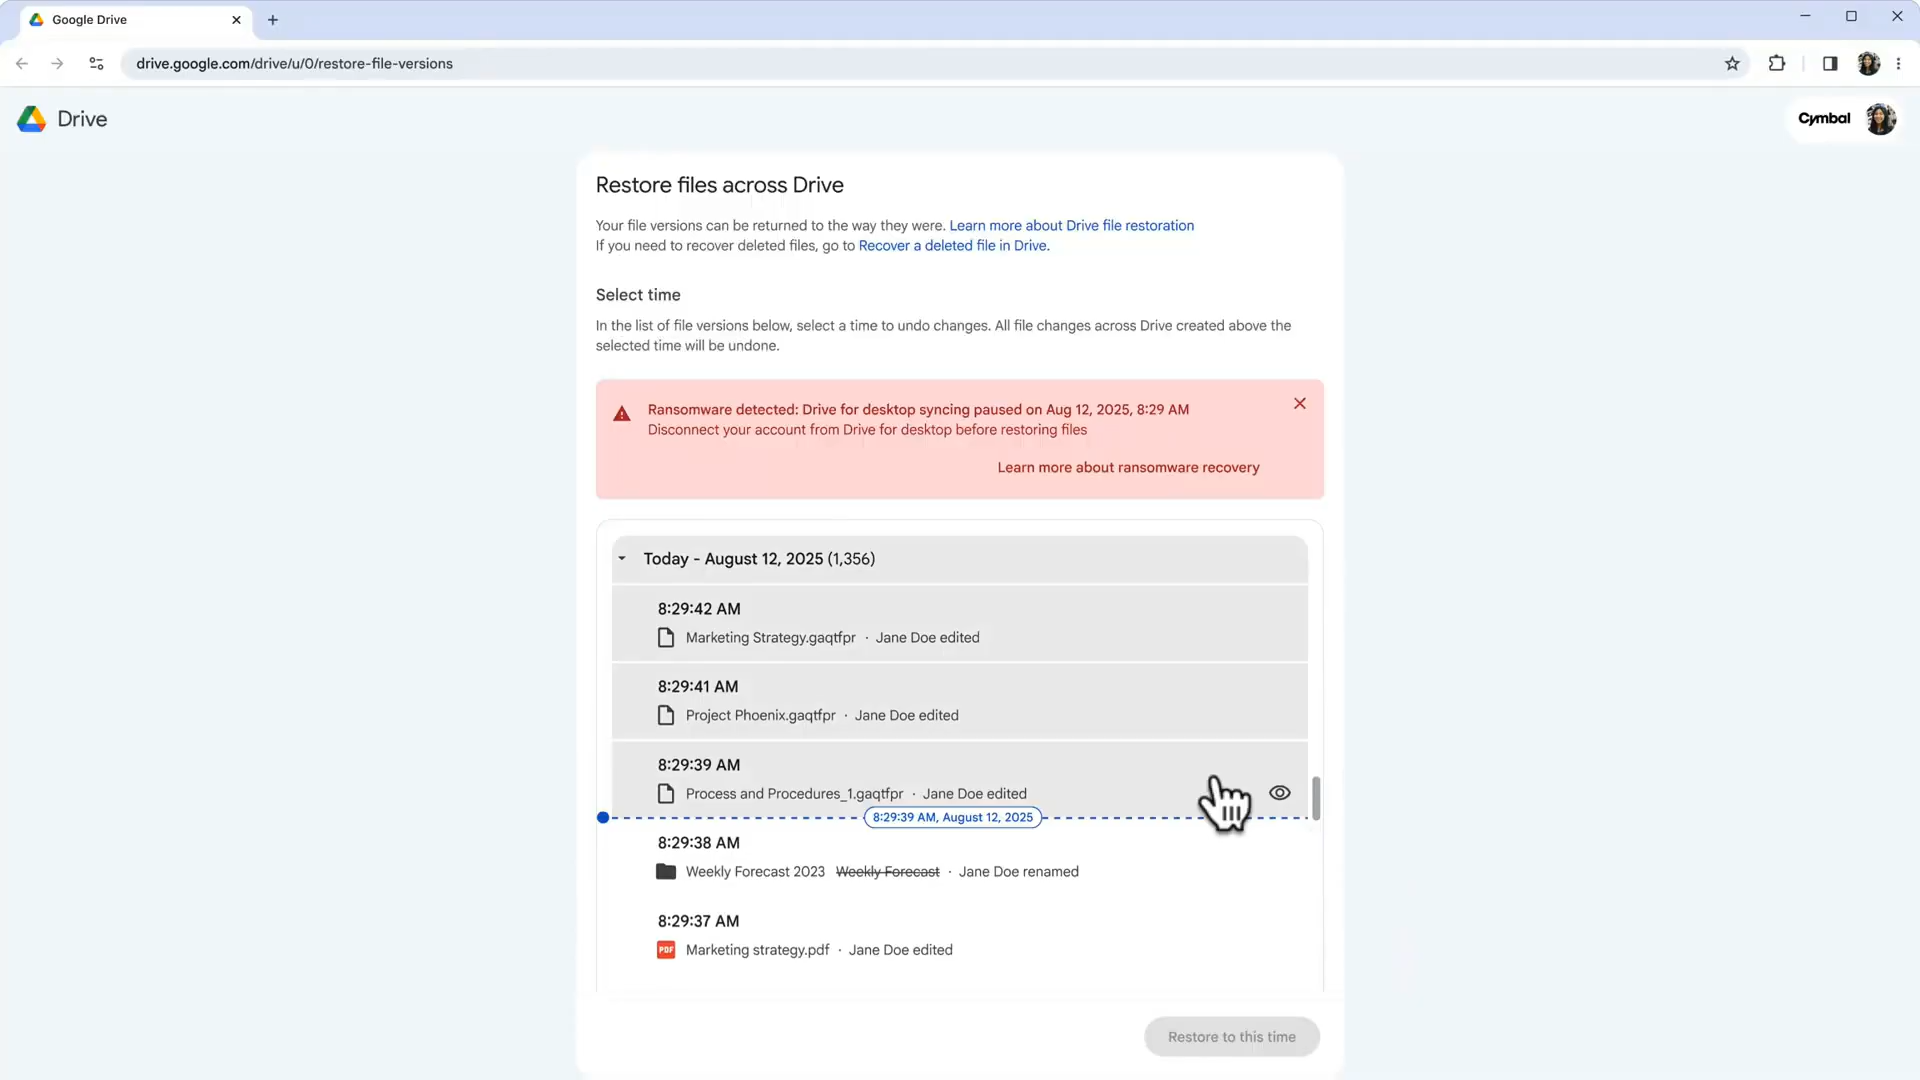 Google Drive
drive.google.com/drive/u/0/restore-file-versions
Drive
Cymbal
Restore files across Drive
Your file versions can be returned to the way they were. Learn more about Drive file restoration
If you need to recover deleted files, go to Recover a deleted file in Drive.
Select time
In the list of file versions below, select a time to undo changes. All file changes across Drive created above the
selected time will be undone.
Ransomware detected: Drive for desktop syncing paused on Aug 12, 2025, 8:29 AM
Disconnect your account from Drive for desktop before restoring files
Learn more about ransomware recovery
Today - August 12, 2025 (1,356)
8:29:42 AM
Marketing Strategy.gaqtfpr · Jane Doe edited
8:29:41 AM
Project Phoenix.gaqtfpr · Jane Doe edited
8:29:39 AM
Process and Procedures_1.gaqtfpr · Jane Doe edited
8:29:39 AM, August 12, 2025
8:29:38 AM
Weekly Forecast 2023 Weekly Forecast · Jane Doe renamed
8:29:37 AM
PDF Marketing strategy.pdf · Jane Doe edited
Restore to this time